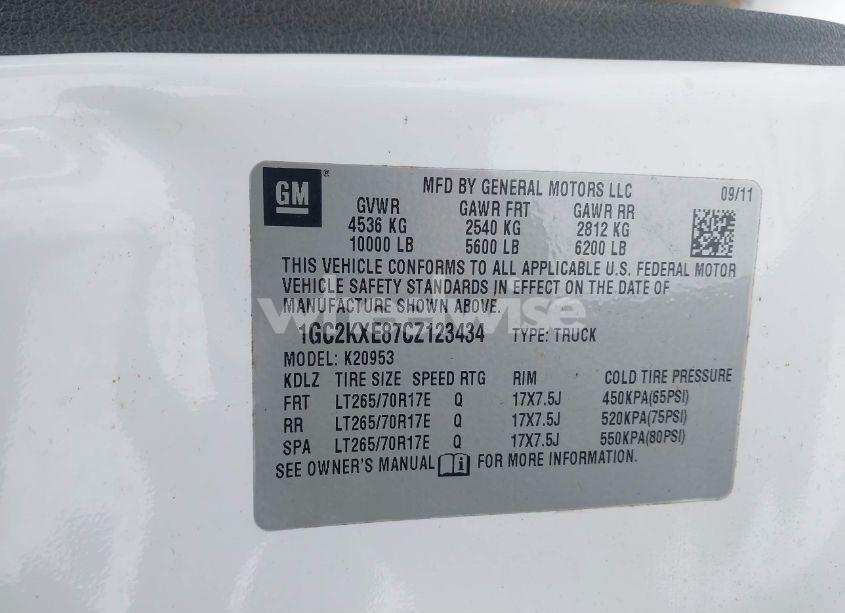 GM ®
MFD BY GENERAL MOTORS LLC 09/11
GVWR GAWR FRT GAWR RR
4536 KG 2540 KG 2812 KG
10000 LB 5600 LB 6200 LB
THIS VEHICLE CONFORMS TO ALL APPLICABLE U.S. FEDERAL MOTOR
VEHICLE SAFETY STANDARDS IN EFFECT ON THE DATE OF
MANUFACTURE SHOWN ABOVE.
wheelwise
1GC2KXE87CZ123434 TYPE: TRUCK
MODEL: K20953
KDLZ TIRE SIZE SPEED RTG RIM COLD TIRE PRESSURE
FRT LT265/70R17E Q 17X7.5J 450KPA(65PSI)
RR LT265/70R17E Q 17X7.5J 520KPA(75PSI)
SPA LT265/70R17E Q 17X7.5J 550KPA(80PSI)
SEE OWNER'S MANUAL FOR MORE INFORMATION.